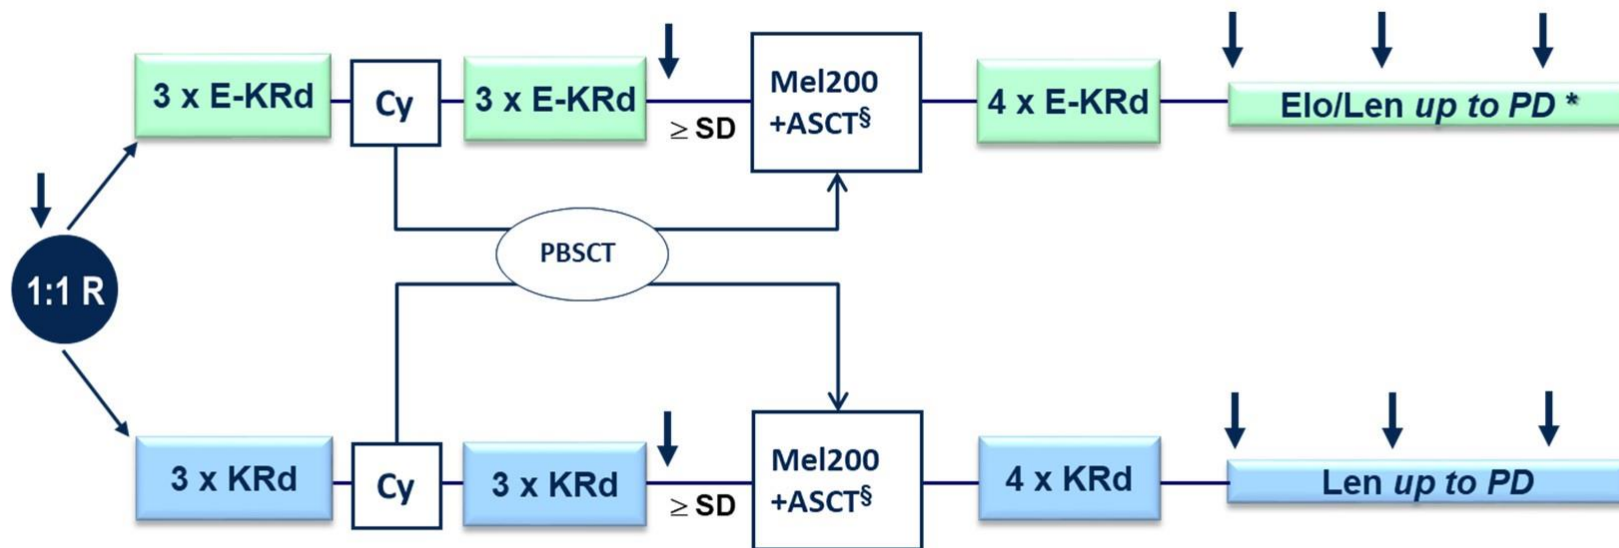 3 x E-KRd
Cy
3 x E-KRd
≥ SD
Mel200
+ASCT§
4 x E-KRd
Elo/Len up to PD *
1:1 R
PBSCT
3 x KRd
Cy
3 x KRd
≥ SD
Mel200
+ASCT§
4 x KRd
Len up to PD